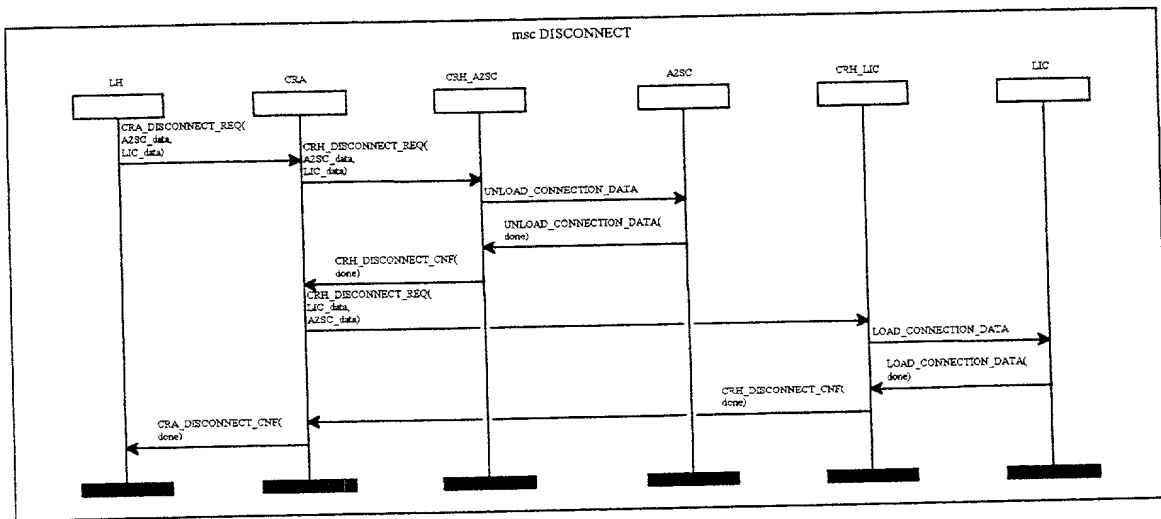 msc DISCONNECT
LH
CRA
CRH_A2SC
A2SC
CRH_LIC
LIC
CRA_DISCONNECT_REQ(
A2SC_data,
LIC_data)
CRH_DISCONNECT_REQ(
A2SC_data,
LIC_data)
UNLOAD_CONNECTION_DATA
UNLOAD_CONNECTION_DATA(
done)
CRH_DISCONNECT_CNF(
done)
CRH_DISCONNECT_REQ(
LIC_data,
A2SC_data)
LOAD_CONNECTION_DATA
LOAD_CONNECTION_DATA(
done)
CRH_DISCONNECT_CNF(
done)
CRA_DISCONNECT_CNF(
done)